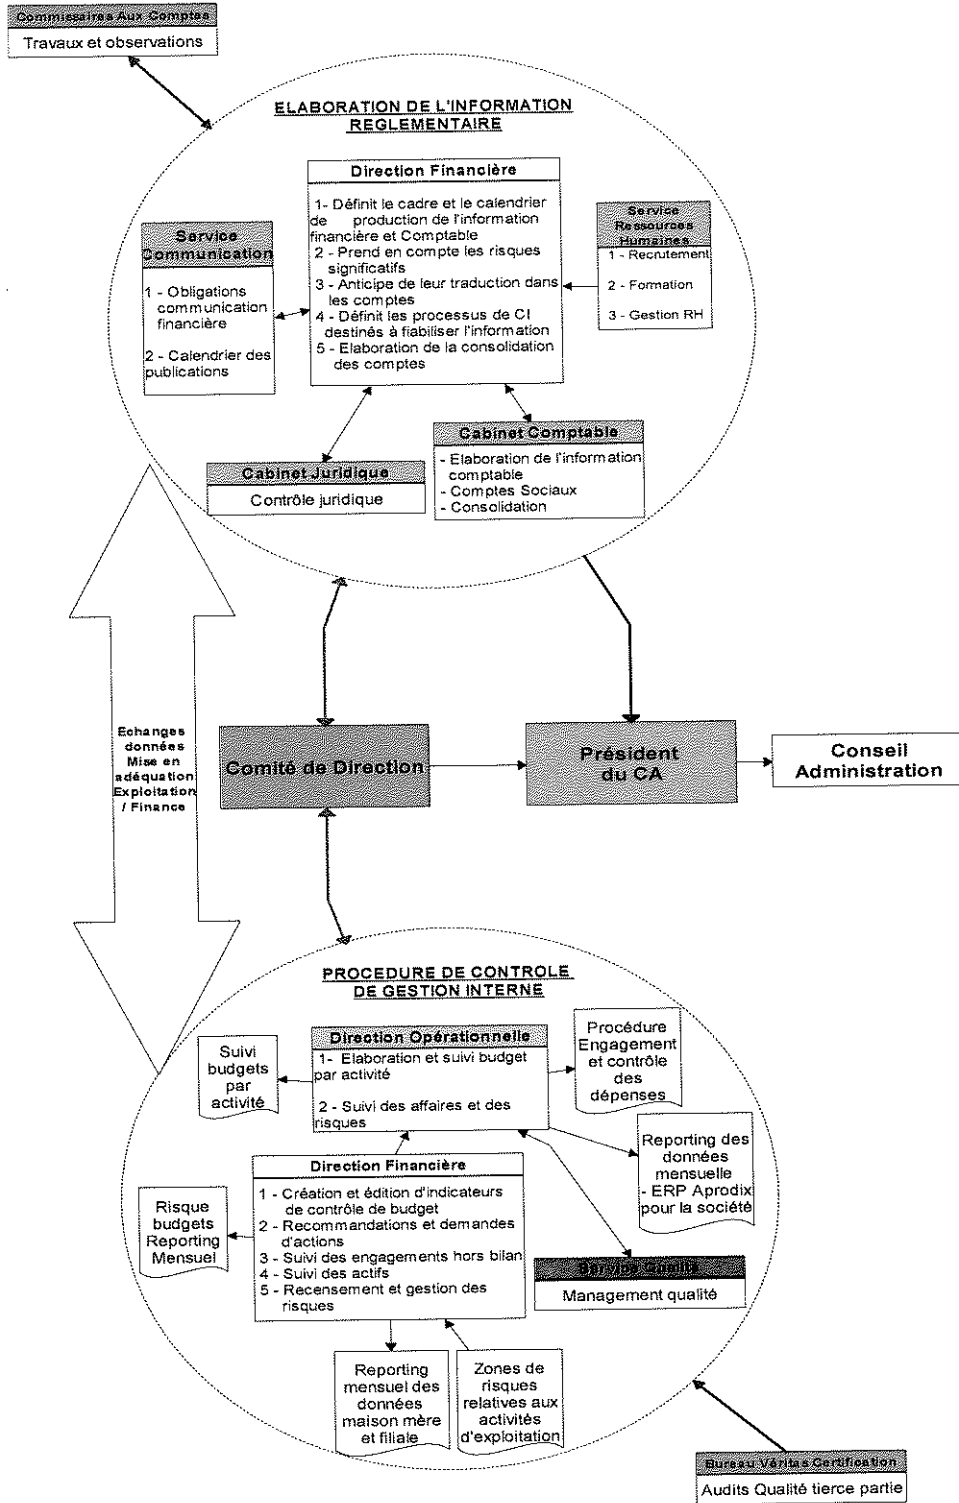 Commissaires Aux Comptes
Travaux et observations
ELABORATION DE L'INFORMATION
REGLEMENTAIRE
Direction Financière
1- Définit le cadre et le calendrier
de production de l'information
financière et Comptable
2 - Prend en compte les risques
significatifs
3 - Anticipe de leur traduction dans
les comptes
4 - Définit les processus de CI
destinés à fiabiliser l'information
5 - Elaboration de la consolidation
des comptes
Service
Communication
1 - Obligations
communication
financière
2 - Calendrier des
publications
Service
Ressources
Humaines
1 - Recrutement
2 - Formation
3 - Gestion RH
Cabinet Juridique
Contrôle juridique
Cabinet Comptable
- Elaboration de l'information
comptable
- Comptes Sociaux
- Consolidation
Echanges
données
Mise en
adéquation
Exploitation
/ Finance
Comité de Direction
Président
du CA
Conseil
Administration
PROCEDURE DE CONTROLE
DE GESTION INTERNE
Direction Opérationnelle
1- Elaboration et suivi budget
par activité
2 - Suivi des affaires et des
risques
Suivi
budgets
par
activité
Procédure
Engagement
et contrôle
des
dépenses
Reporting des
données
mensuelle
- ERP Aprodix
pour la société
Direction Financière
1 - Création et édition d'indicateurs
de contrôle de budget
2 - Recommandations et demandes
d'actions
3 - Suivi des engagements hors bilan
4 - Suivi des actifs
5 - Recensement et gestion des
risques
Risque
budgets
Reporting
Mensuel
Service Qualité
Management qualité
Reporting
mensuel des
données
maison mère
et filiale
Zones de
risques
relatives aux
activités
d'exploitation
Bureau Véritas Certification
Audits Qualité tierce partie